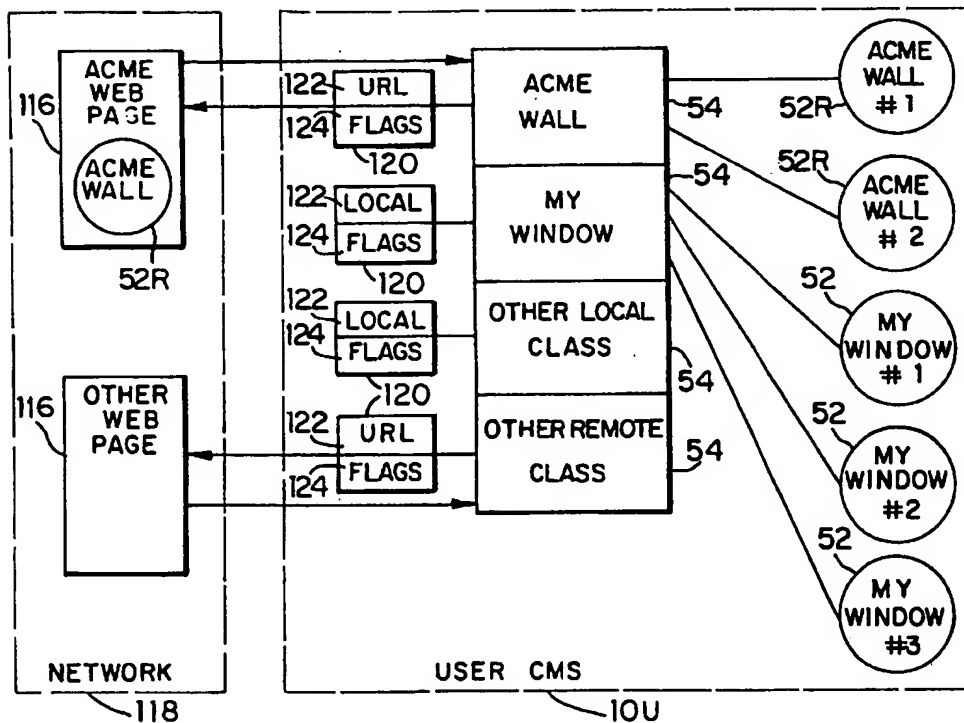 ACME
WEB
PAGE
ACME
WALL
116
52R
OTHER
WEB
PAGE
116
NETWORK
118
122
URL
124
FLAGS
120
122
LOCAL
124
FLAGS
120
122
LOCAL
124
FLAGS
120
122
URL
124
FLAGS
ACME
WALL
54
MY
WINDOW
54
OTHER LOCAL
CLASS
54
OTHER REMOTE
CLASS
54
ACME
WALL
#1
52R
52R
ACME
WALL
#2
52
MY
WINDOW
#1
52
MY
WINDOW
#2
52
MY
WINDOW
#3
USER CMS
10U